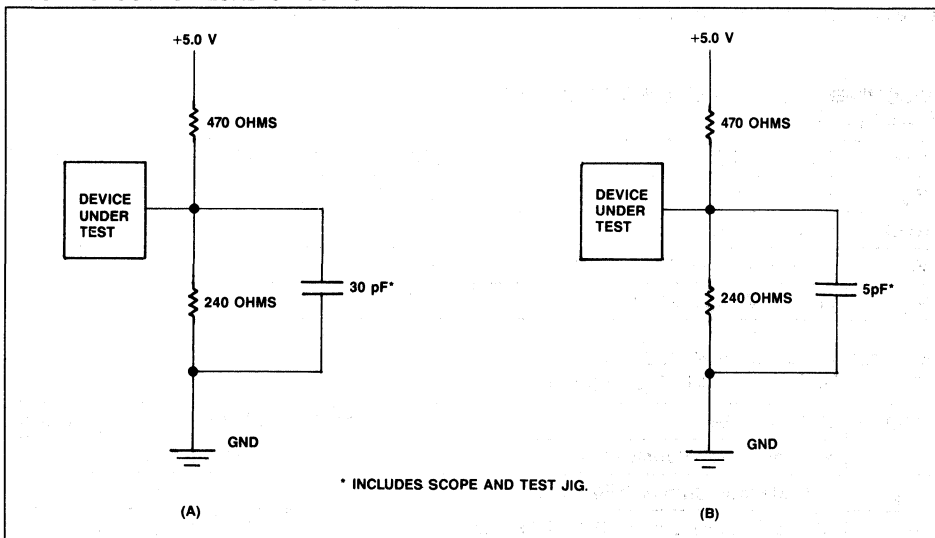 +5.0 V
470 OHMS
DEVICE
UNDER
TEST
30 pF*
240 OHMS
GND
(A)
+5.0 V
470 OHMS
DEVICE
UNDER
TEST
5pF*
240 OHMS
GND
(B)
* INCLUDES SCOPE AND TEST JIG.